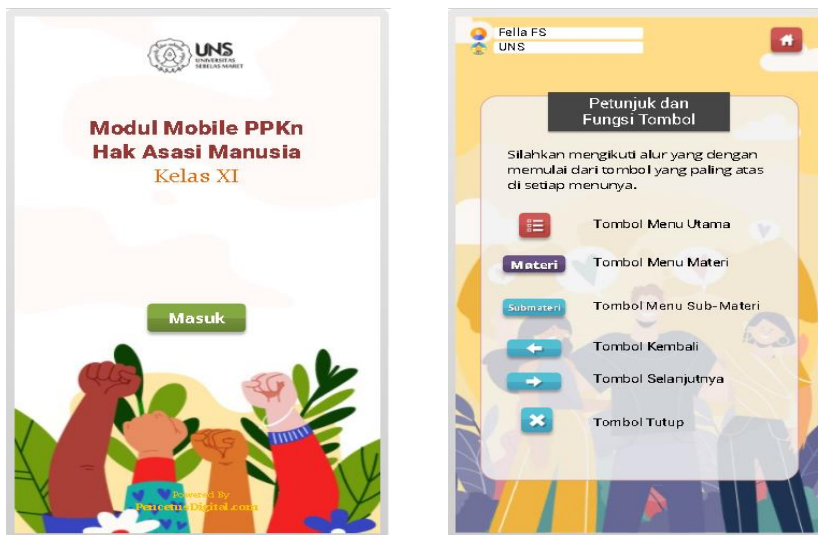 UNS
UNIVERSITAS
SEBELAS MARET
Modul Mobile PPKn
Hak Asasi Manusia
Kelas XI
Masuk
Powered By
PencetusDigital.com
Fella FS
UNS
Petunjuk dan
Fungsi Tombol
Silahkan mengikuti alur yang dengan
memulai dari tombol yang paling atas
di setiap menunya.
Tombol Menu Utama
Materi Tombol Menu Materi
Submateri Tombol Menu Sub-Materi
Tombol Kembali
Tombol Selanjutnya
Tombol Tutup